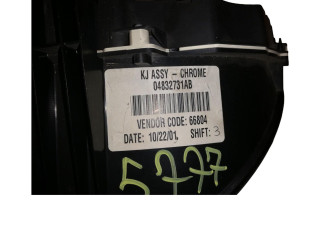 KJ ASSY - CHROME
04832731AB
VENDOR CODE: 66804
DATE: 10/22/01, SHIFT: 3
5777